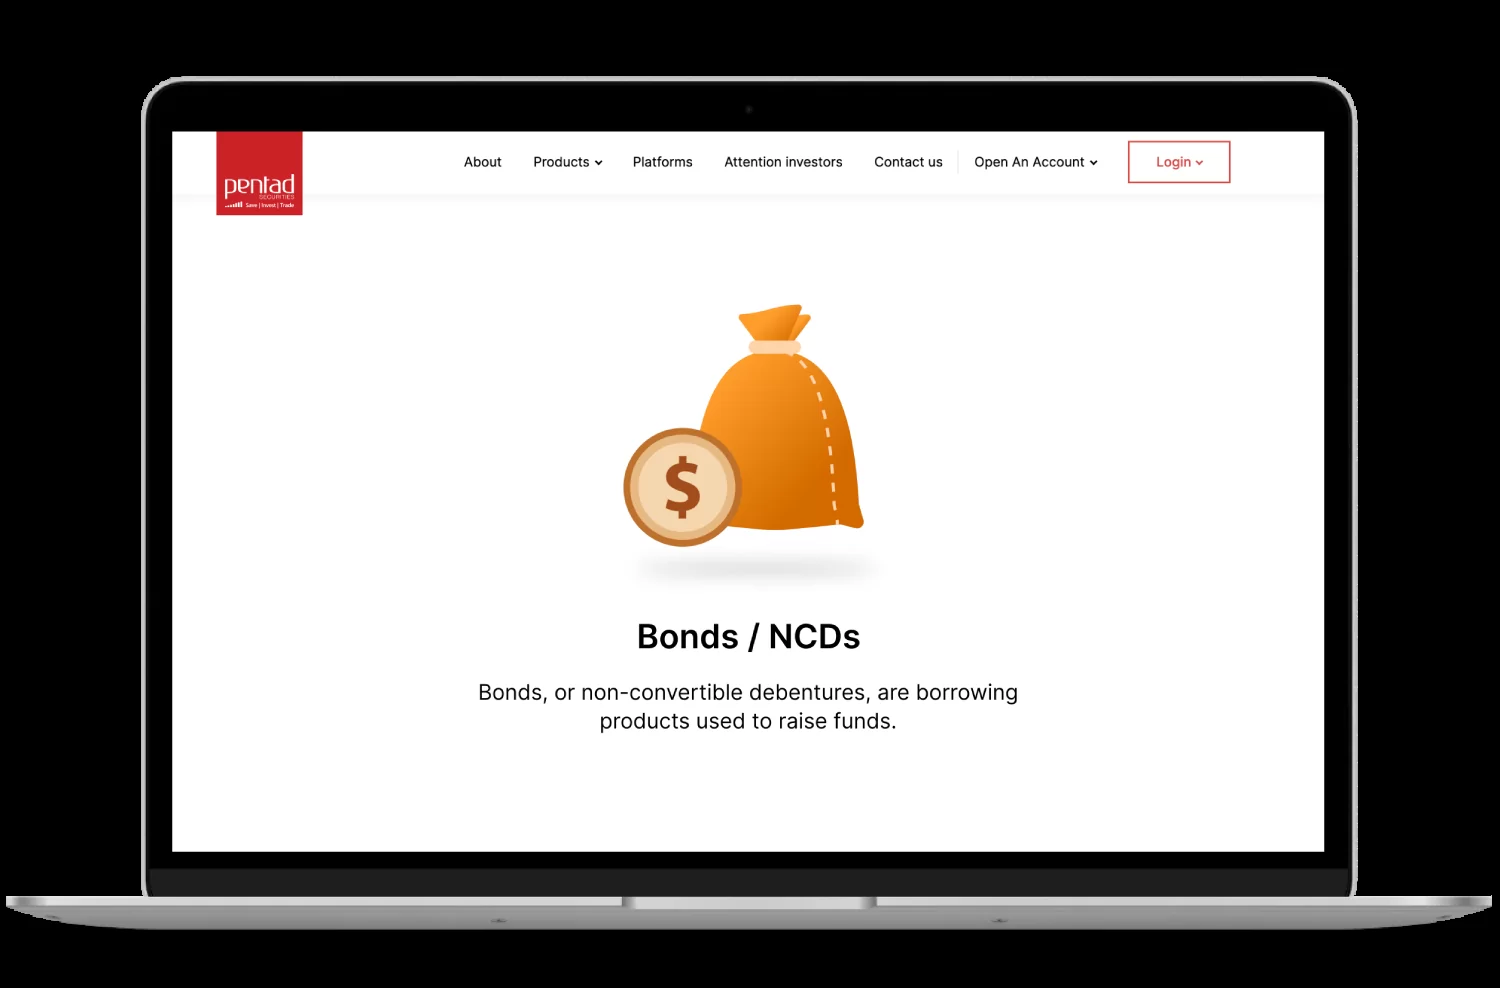 pentad
SECURITIES
Save | Invest | Trade
About
Products
Platforms
Attention investors
Contact us
Open An Account
Login
$
Bonds / NCDs
Bonds, or non-convertible debentures, are borrowing
products used to raise funds.